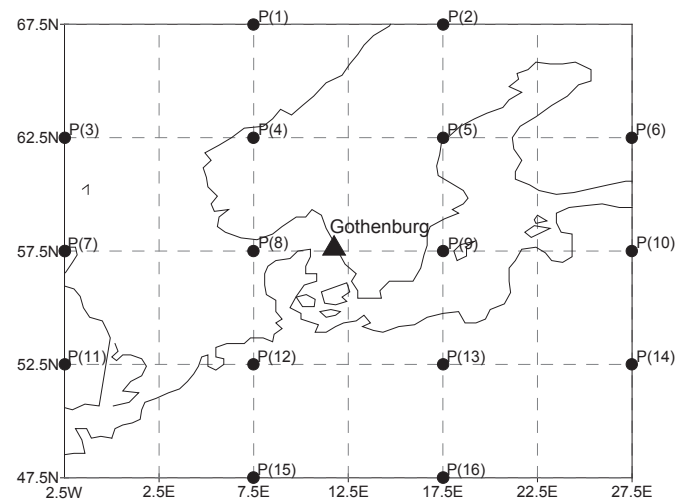 P(1) P(2)
67.5N
P(3) P(4) P(5) P(6)
62.5N
Gothenburg
P(7) P(8) P(9) P(10)
57.5N
P(11) P(12) P(13) P(14)
52.5N
P(15) P(16)
47.5N
2.5W 2.5E 7.5E 12.5E 17.5E 22.5E 27.5E